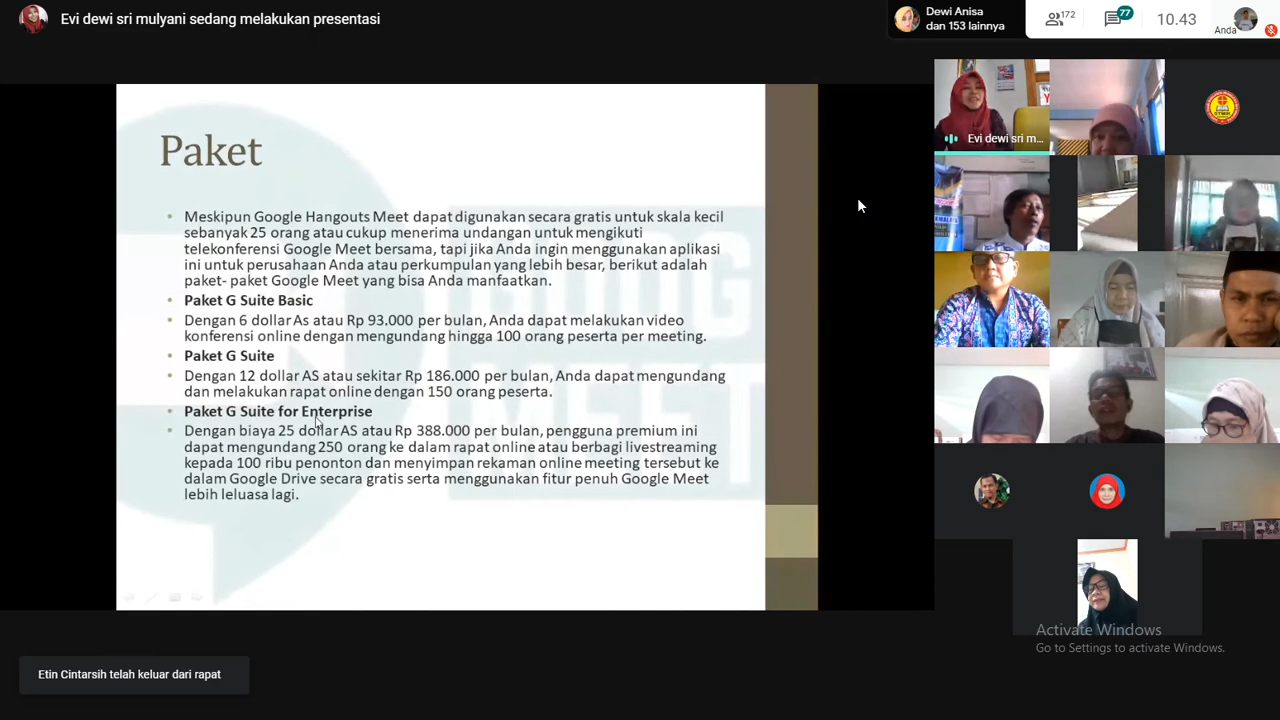 Evi dewi sri mulyani sedang melakukan presentasi
Dewi Anisa
dan 153 lainnya
172
77
10.43
Anda
Evi dewi sri m...
Paket
Meskipun Google Hangouts Meet dapat digunakan secara gratis untuk skala kecil
sebanyak 25 orang atau cukup menerima undangan untuk mengikuti
telekonferensi Google Meet bersama, tapi jika Anda ingin menggunakan aplikasi
ini untuk perusahaan Anda atau perkumpulan yang lebih besar, berikut adalah
paket- paket Google Meet yang bisa Anda manfaatkan.
Paket G Suite Basic
Dengan 6 dollar As atau Rp 93.000 per bulan, Anda dapat melakukan video
konferensi online dengan mengundang hingga 100 orang peserta per meeting.
Paket G Suite
Dengan 12 dollar AS atau sekitar Rp 186.000 per bulan, Anda dapat mengundang
dan melakukan rapat online dengan 150 orang peserta.
Paket G Suite for Enterprise
Dengan biaya 25 dollar AS atau Rp 388.000 per bulan, pengguna premium ini
dapat mengundang 250 orang ke dalam rapat online atau berbagi livestreaming
kepada 100 ribu penonton dan menyimpan rekaman online meeting tersebut ke
dalam Google Drive secara gratis serta menggunakan fitur penuh Google Meet
lebih leluasa lagi.
Activate Windows
Go to Settings to activate Windows.
Etin Cintarsih telah keluar dari rapat